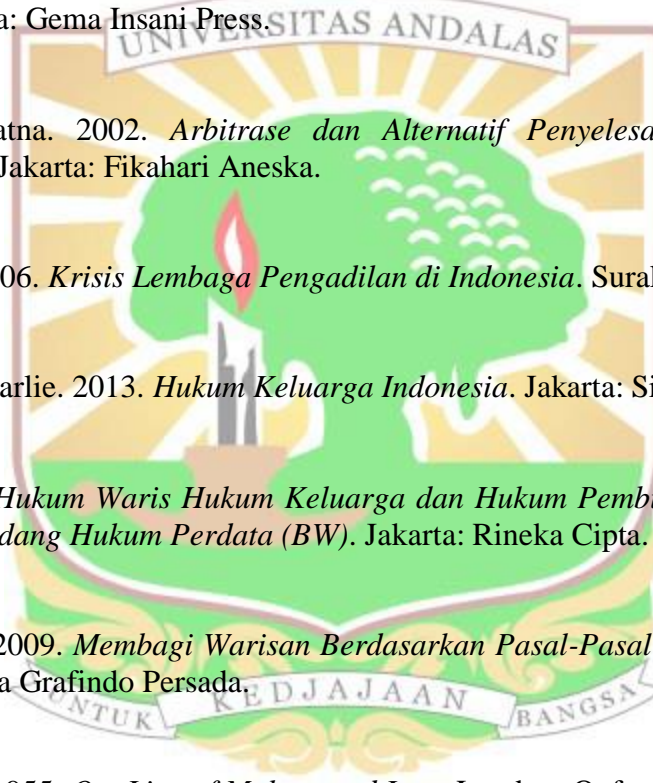 a: Gema Insani Press.
UNIVERSITAS ANDALAS
atna. 2002. Arbitrase dan Alternatif Penyelesa
Jakarta: Fikahari Aneska.
06. Krisis Lembaga Pengadilan di Indonesia. Sural
arlie. 2013. Hukum Keluarga Indonesia. Jakarta: Si
Hukum Waris Hukum Keluarga dan Hukum Pembi
dang Hukum Perdata (BW). Jakarta: Rineka Cipta.
2009. Membagi Warisan Berdasarkan Pasal-Pasal
a Grafindo Persada.
UNTUK KEDJAJAAN BANGSA